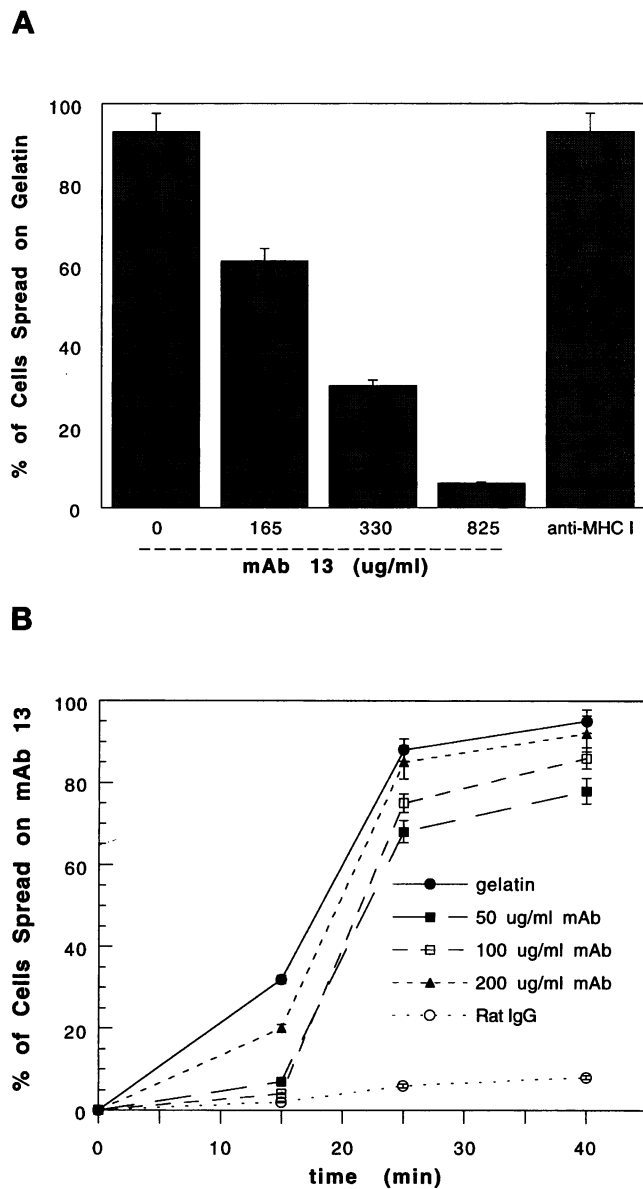 A
% of Cells Spread on Gelatin
100
80
60
40
20
0
0 165 330 825 anti-MHC I
mAb 13 (ug/ml)
B
% of Cells Spread on mAb 13
100
80
60
40
20
0
gelatin
50 ug/ml mAb
100 ug/ml mAb
200 ug/ml mAb
Rat IgG
0 10 20 30 40
time (min)